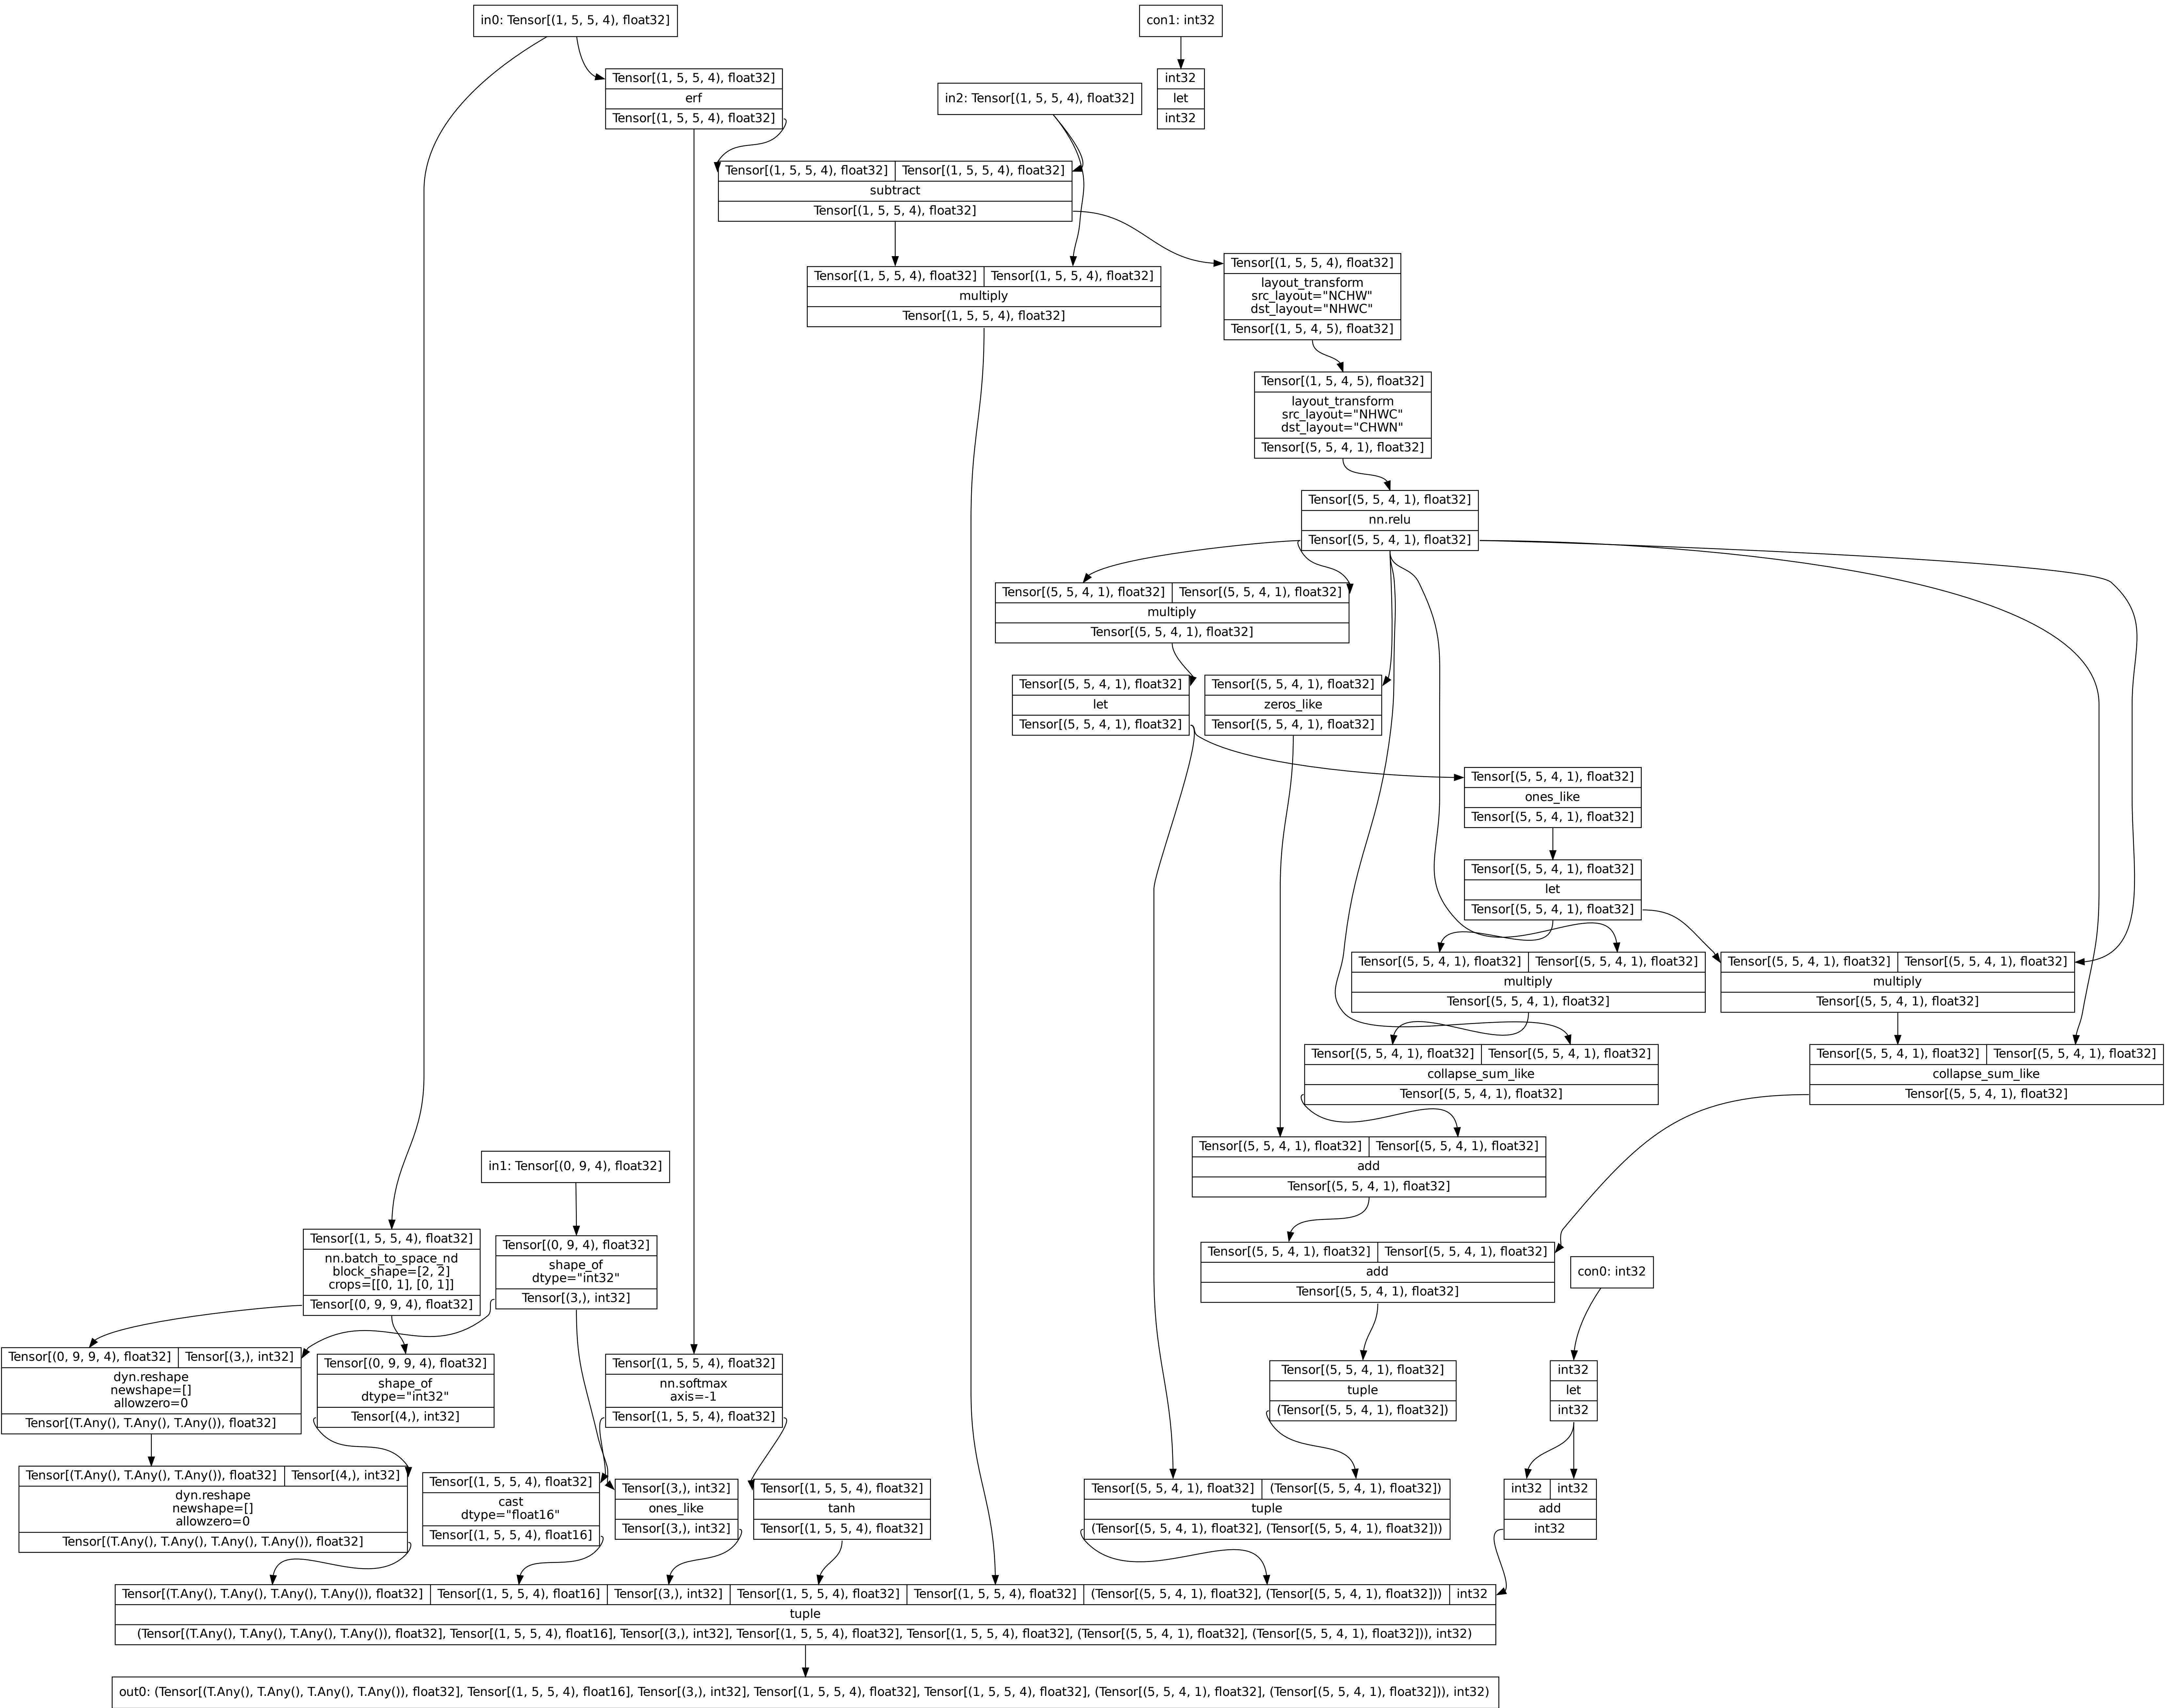 in0: Tensor[(1, 5, 5, 4), float32]
con1: int32
Tensor[(1, 5, 5, 4), float32]
erf
Tensor[(1, 5, 5, 4), float32]
int32
let
int32
in2: Tensor[(1, 5, 5, 4), float32]
Tensor[(1, 5, 5, 4), float32] Tensor[(1, 5, 5, 4), float32]
subtract
Tensor[(1, 5, 5, 4), float32]
Tensor[(1, 5, 5, 4), float32] Tensor[(1, 5, 5, 4), float32]
multiply
Tensor[(1, 5, 5, 4), float32]
Tensor[(1, 5, 5, 4), float32]
layout_transform
src_layout="NCHW"
dst_layout="NHWC"
Tensor[(1, 5, 4, 5), float32]
Tensor[(1, 5, 4, 5), float32]
layout_transform
src_layout="NHWC"
dst_layout="CHWN"
Tensor[(5, 5, 4, 1), float32]
Tensor[(5, 5, 4, 1), float32]
nn.relu
Tensor[(5, 5, 4, 1), float32]
Tensor[(5, 5, 4, 1), float32] Tensor[(5, 5, 4, 1), float32]
multiply
Tensor[(5, 5, 4, 1), float32]
Tensor[(5, 5, 4, 1), float32]
let
Tensor[(5, 5, 4, 1), float32]
Tensor[(5, 5, 4, 1), float32]
zeros_like
Tensor[(5, 5, 4, 1), float32]
Tensor[(5, 5, 4, 1), float32]
ones_like
Tensor[(5, 5, 4, 1), float32]
Tensor[(5, 5, 4, 1), float32]
let
Tensor[(5, 5, 4, 1), float32]
Tensor[(5, 5, 4, 1), float32] Tensor[(5, 5, 4, 1), float32]
multiply
Tensor[(5, 5, 4, 1), float32]
Tensor[(5, 5, 4, 1), float32] Tensor[(5, 5, 4, 1), float32]
multiply
Tensor[(5, 5, 4, 1), float32]
Tensor[(5, 5, 4, 1), float32] Tensor[(5, 5, 4, 1), float32]
collapse_sum_like
Tensor[(5, 5, 4, 1), float32]
Tensor[(5, 5, 4, 1), float32] Tensor[(5, 5, 4, 1), float32]
collapse_sum_like
Tensor[(5, 5, 4, 1), float32]
Tensor[(5, 5, 4, 1), float32] Tensor[(5, 5, 4, 1), float32]
add
Tensor[(5, 5, 4, 1), float32]
in1: Tensor[(0, 9, 4), float32]
Tensor[(1, 5, 5, 4), float32]
nn.batch_to_space_nd
block_shape=[2, 2]
crops=[[0, 1], [0, 1]]
Tensor[(0, 9, 9, 4), float32]
Tensor[(0, 9, 4), float32]
shape_of
dtype="int32"
Tensor[(3,), int32]
Tensor[(5, 5, 4, 1), float32] Tensor[(5, 5, 4, 1), float32]
add
Tensor[(5, 5, 4, 1), float32]
con0: int32
Tensor[(0, 9, 9, 4), float32] Tensor[(3,), int32]
dyn.reshape
newshape=[]
allowzero=0
Tensor[(T.Any(), T.Any(), T.Any()), float32]
Tensor[(0, 9, 9, 4), float32]
shape_of
dtype="int32"
Tensor[(4,), int32]
Tensor[(1, 5, 5, 4), float32]
nn.softmax
axis=-1
Tensor[(1, 5, 5, 4), float32]
Tensor[(5, 5, 4, 1), float32]
tuple
(Tensor[(5, 5, 4, 1), float32])
int32
let
int32
Tensor[(T.Any(), T.Any(), T.Any()), float32] Tensor[(4,), int32]
dyn.reshape
newshape=[]
allowzero=0
Tensor[(T.Any(), T.Any(), T.Any(), T.Any()), float32]
Tensor[(1, 5, 5, 4), float32]
cast
dtype="float16"
Tensor[(1, 5, 5, 4), float16]
Tensor[(3,), int32]
ones_like
Tensor[(3,), int32]
Tensor[(1, 5, 5, 4), float32]
tanh
Tensor[(1, 5, 5, 4), float32]
Tensor[(5, 5, 4, 1), float32] (Tensor[(5, 5, 4, 1), float32])
tuple
(Tensor[(5, 5, 4, 1), float32], (Tensor[(5, 5, 4, 1), float32]))
int32 int32
add
int32
Tensor[(T.Any(), T.Any(), T.Any(), T.Any()), float32] Tensor[(1, 5, 5, 4), float16] Tensor[(3,), int32] Tensor[(1, 5, 5, 4), float32] Tensor[(1, 5, 5, 4), float32] (Tensor[(5, 5, 4, 1), float32], (Tensor[(5, 5, 4, 1), float32])) int32
tuple
(Tensor[(T.Any(), T.Any(), T.Any(), T.Any()), float32], Tensor[(1, 5, 5, 4), float16], Tensor[(3,), int32], Tensor[(1, 5, 5, 4), float32], Tensor[(1, 5, 5, 4), float32], (Tensor[(5, 5, 4, 1), float32], (Tensor[(5, 5, 4, 1), float32])), int32)
out0: (Tensor[(T.Any(), T.Any(), T.Any(), T.Any()), float32], Tensor[(1, 5, 5, 4), float16], Tensor[(3,), int32], Tensor[(1, 5, 5, 4), float32], Tensor[(1, 5, 5, 4), float32], (Tensor[(5, 5, 4, 1), float32], (Tensor[(5, 5, 4, 1), float32])), int32)